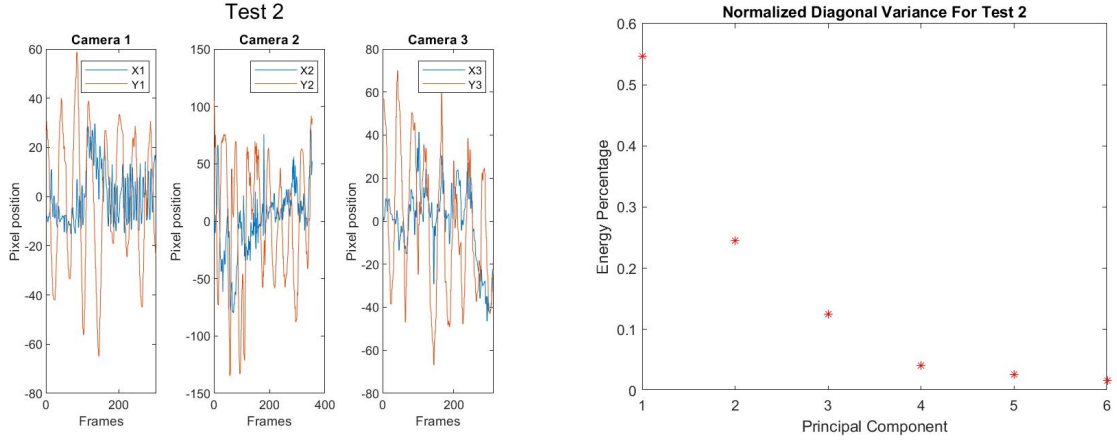 Test 2
Camera 1
X1
Y1
60
40
20
0
-20
-40
-60
-80
Pixel position
0
200
Frames
Camera 2
X2
Y2
150
100
50
0
-50
-100
-150
Pixel position
0
200
400
Frames
Camera 3
X3
Y3
80
60
40
20
0
-20
-40
-60
-80
Pixel position
0
200
Frames
Normalized Diagonal Variance For Test 2
0.6
0.5
0.4
0.3
0.2
0.1
0
Energy Percentage
1
2
3
4
5
6
Principal Component